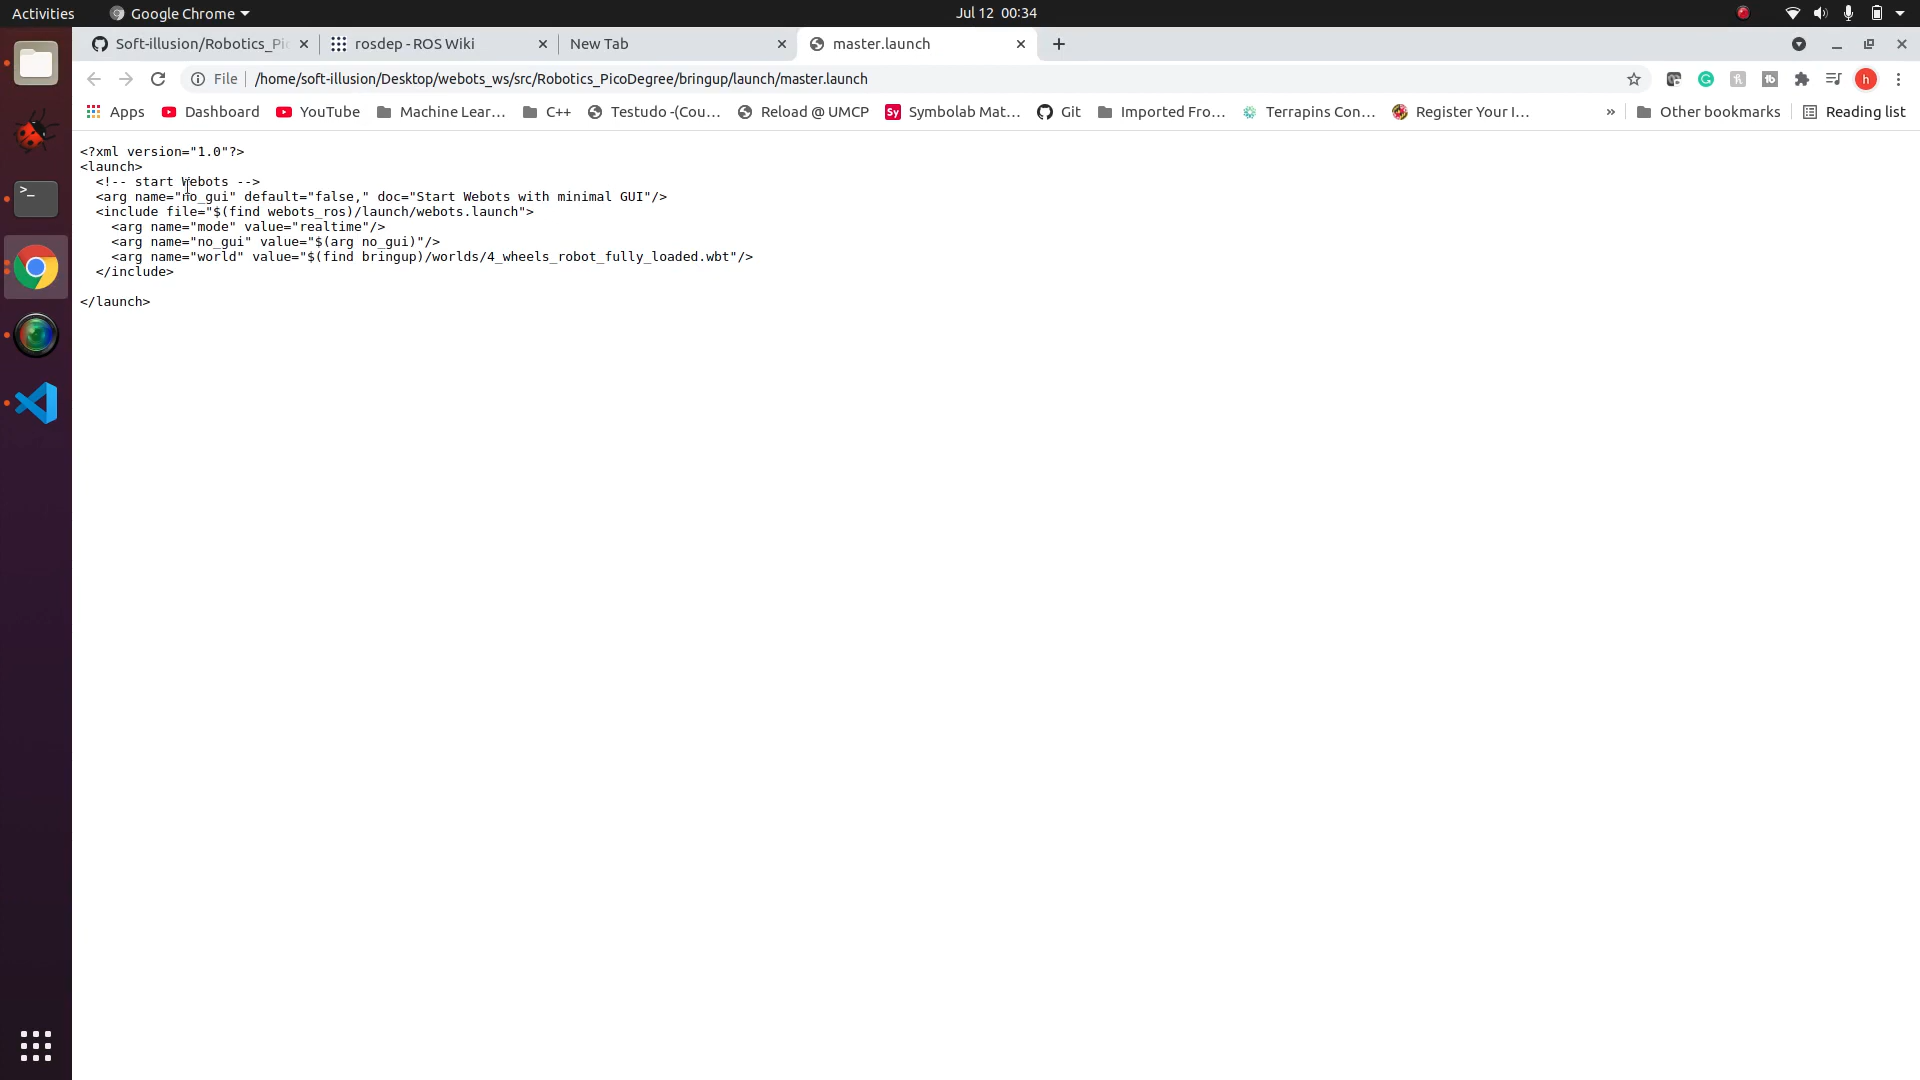 Activities
Google Chrome
Jul 12 00:34
Soft-illusion/Robotics_Pic
rosdep - ROS Wiki
New Tab
master.launch
File
/home/soft-illusion/Desktop/webots_ws/src/Robotics_PicoDegree/bringup/launch/master.launch
h
Apps
Dashboard
YouTube
Machine Lear...
C++
Testudo -(Cou...
Reload @ UMCP
Sy
Symbolab Mat...
Git
Imported Fro...
Terrapins Con...
Register Your I...
»
Other bookmarks
Reading list
<?xml version="1.0"?>
<launch>
  <!-- start Webots -->
  <arg name="no_gui" default="false," doc="Start Webots with minimal GUI"/>
  <include file="$(find webots_ros)/launch/webots.launch">
    <arg name="mode" value="realtime"/>
    <arg name="no_gui" value="$(arg no_gui)"/>
    <arg name="world" value="$(find bringup)/worlds/4_wheels_robot_fully_loaded.wbt"/>
  </include>
</launch>